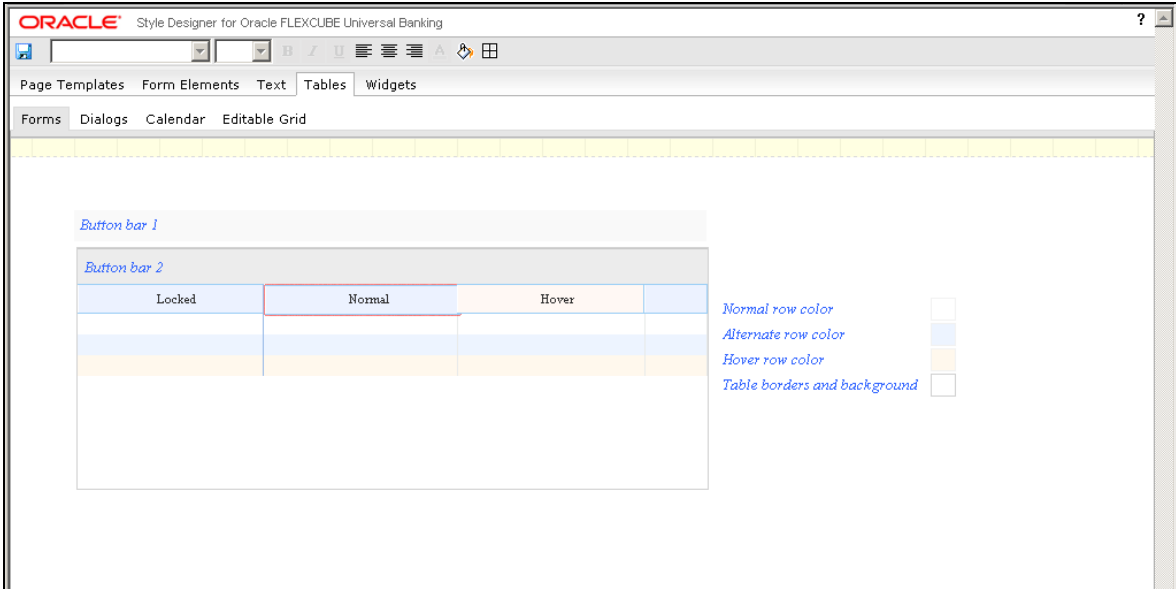 ORACLE Style Designer for Oracle FLEXCUBE Universal Banking ?
B I U A
Page Templates Form Elements Text Tables Widgets
Forms Dialogs Calendar Editable Grid
Button bar 1
Button bar 2
Locked Normal Hover
Normal row color
Alternate row color
Hover row color
Table borders and background